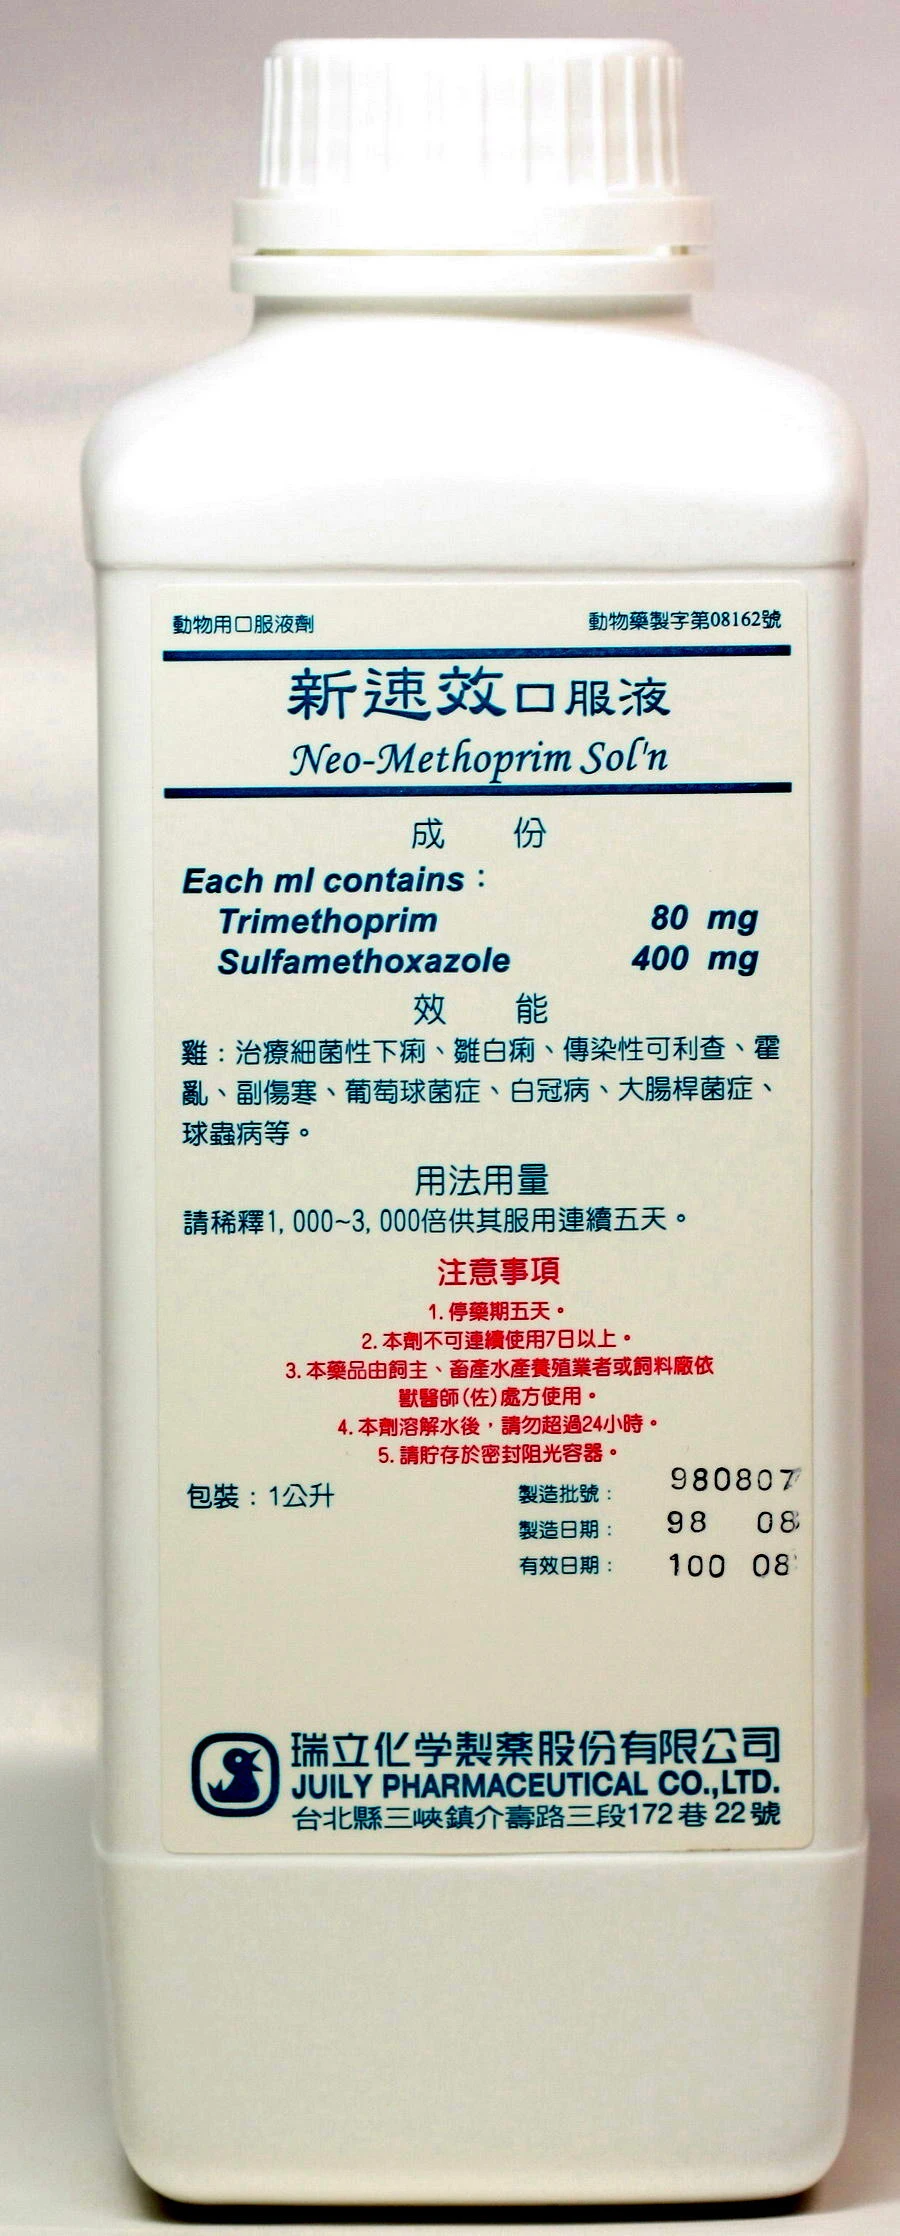 動物用口服液劑 動物藥製字第08162號
新速效口服液
Neo-Methoprim Sol'n
成 份
Each ml contains：
Trimethoprim 80 mg
Sulfamethoxazole 400 mg
效 能
雞：治療細菌性下痢、雛白痢、傳染性可利查、霍
亂、副傷寒、葡萄球菌症、白冠病、大腸桿菌症、
球蟲病等。
用法用量
請稀釋1,000~3,000倍供其服用連續五天。
注意事項
1.停藥期五天。
2.本劑不可連續使用7日以上。
3.本藥品由飼主、畜產水產養殖業者或飼料廠依
獸醫師(佐)處方使用。
4.本劑溶解水後，請勿超過24小時。
5.請貯存於密封阻光容器。
包裝：1公升
製造批號： 980807
製造日期： 98 08
有效日期： 100 08
瑞立化学製薬股份有限公司
JUILY PHARMACEUTICAL CO.,LTD.
台北縣三峽鎮介壽路三段172巷22號